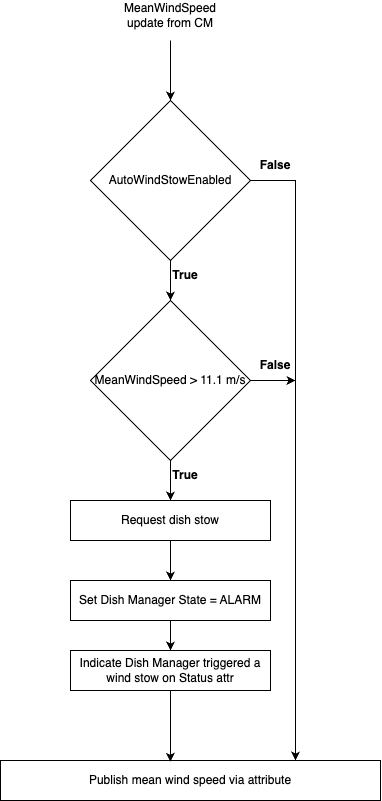 MeanWindSpeed
update from CM
AutoWindStowEnabled
False
True
MeanWindSpeed > 11.1 m/s
False
True
Request dish stow
Set Dish Manager State = ALARM
Indicate Dish Manager triggered a
wind stow on Status attr
Publish mean wind speed via attribute